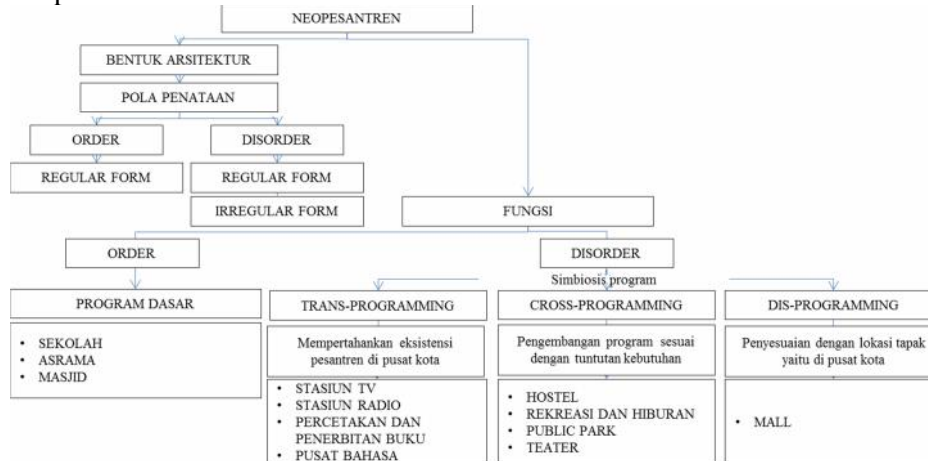 NEOPESANTREN
BENTUK ARSITEKTUR
POLA PENATAAN
ORDER
DISORDER
REGULAR FORM
REGULAR FORM
IRREGULAR FORM
FUNGSI
ORDER
DISORDER
Simbiosis program
PROGRAM DASAR
• SEKOLAH
• ASRAMA
• MASJID
TRANS-PROGRAMMING
Mempertahankan eksistensi
pesantren di pusat kota
• STASIUN TV
• STASIUN RADIO
• PERCETAKAN DAN
PENERBITAN BUKU
• PUSAT BAHASA
CROSS-PROGRAMMING
Pengembangan program sesuai
dengan tuntutan kebutuhan
• HOSTEL
• REKREASI DAN HIBURAN
• PUBLIC PARK
• TEATER
DIS-PROGRAMMING
Penyesuaian dengan lokasi tapak
yaitu di pusat kota
• MALL